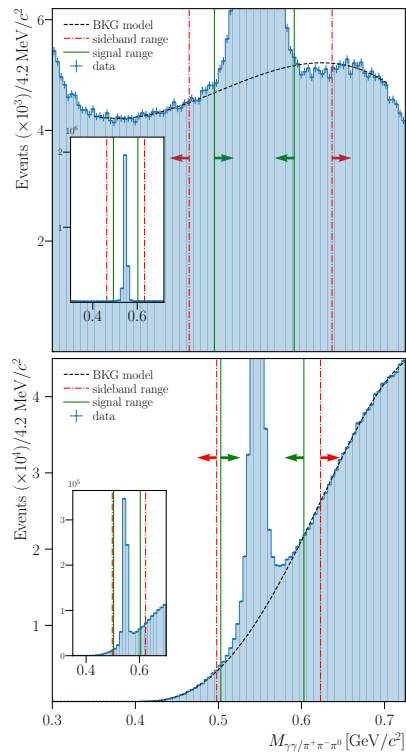 Events (×10³)/4.2 MeV/c²
6
4
2
BKG model
sideband range
signal range
data
10⁶
2
1
0.4 0.6
Events (×10⁴)/4.2 MeV/c²
4
3
2
1
BKG model
sideband range
signal range
data
10⁵
3
2
1
0
0.4 0.6
0.3 0.4 0.5 0.6 0.7
M_{γγ/π⁺π⁻π⁰} [GeV/c²]